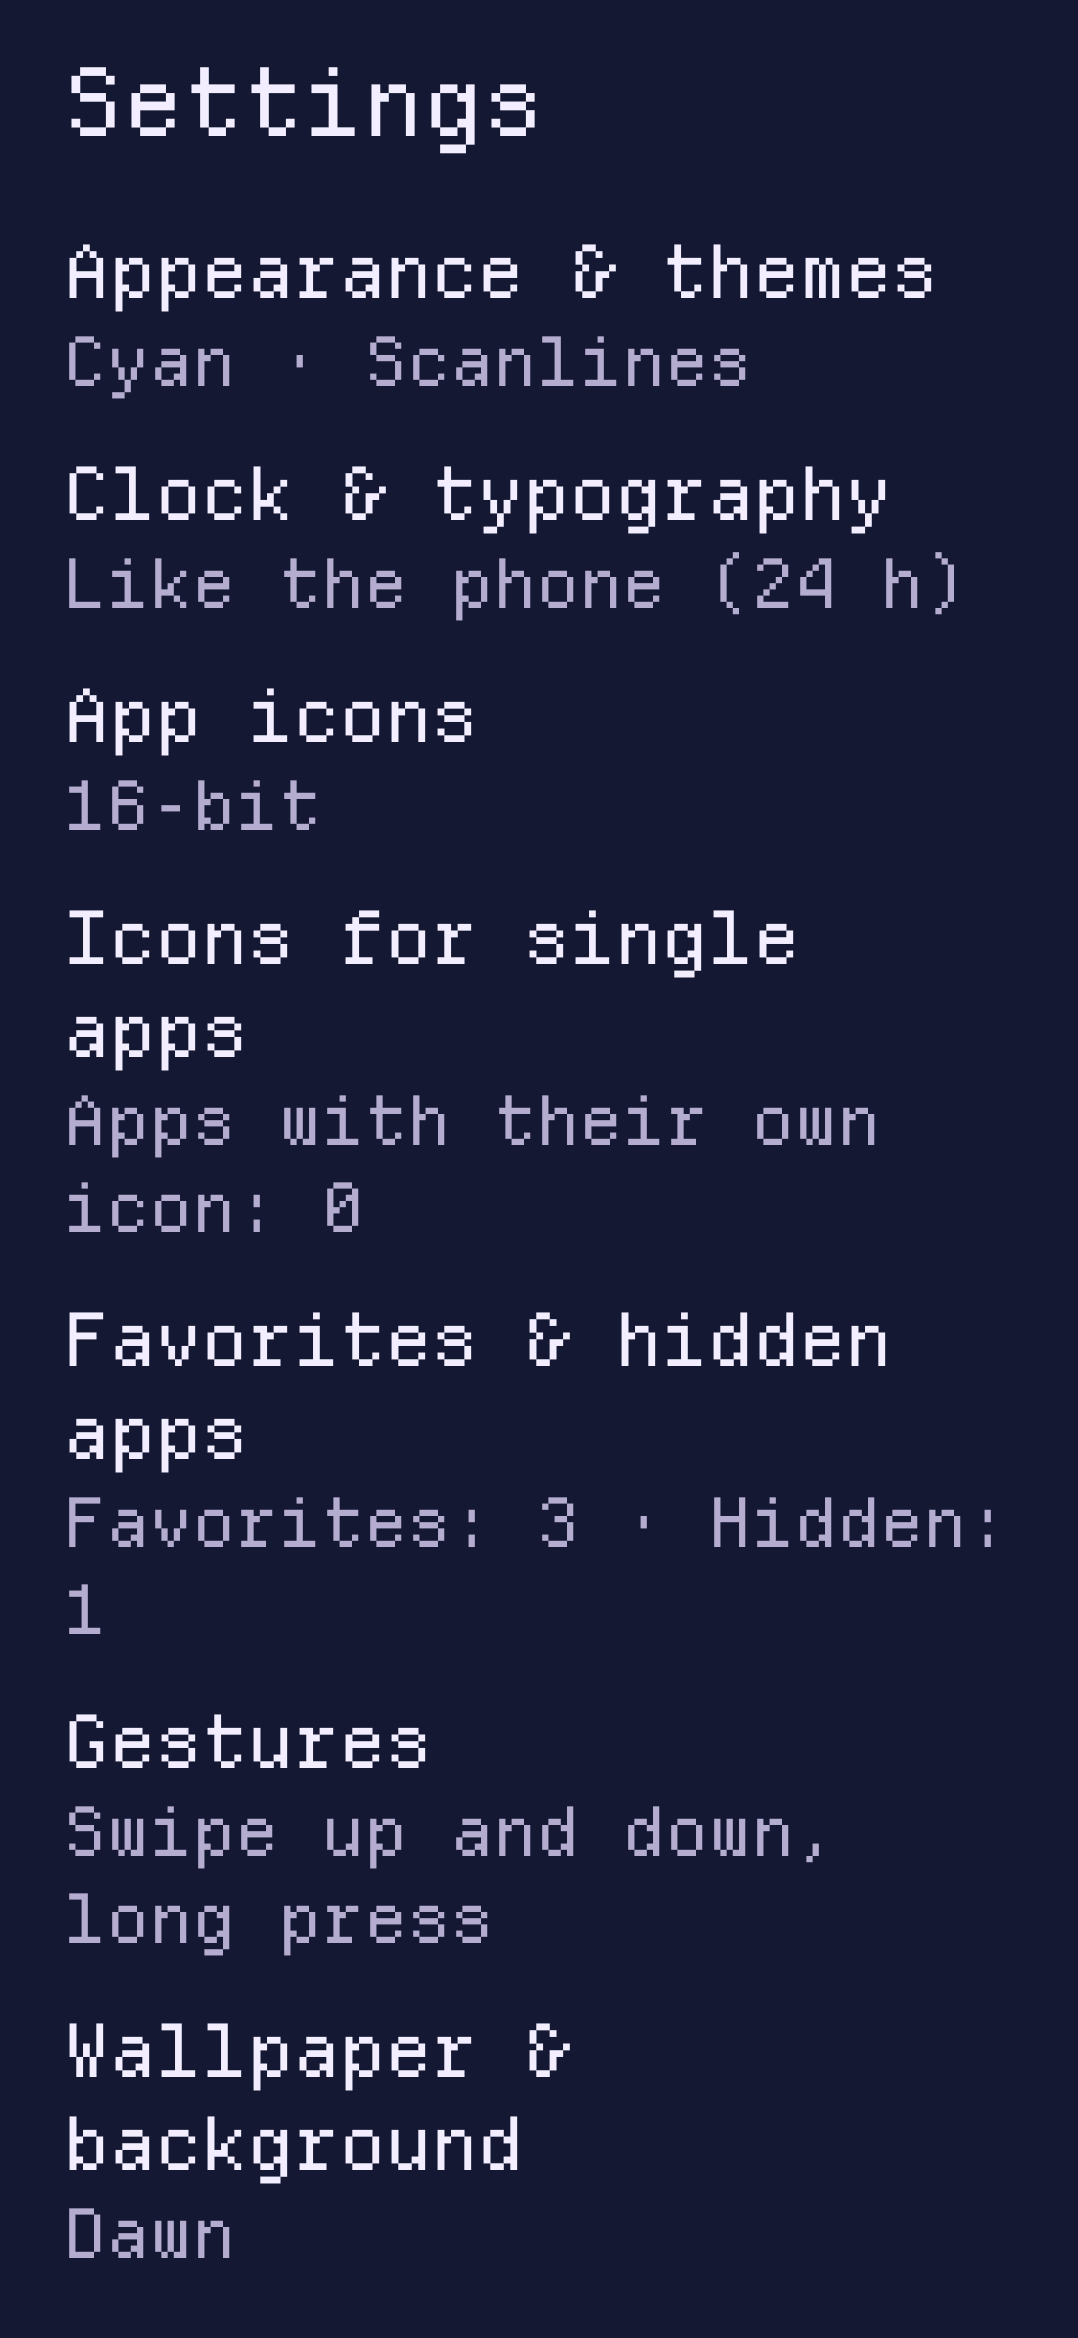 Settings
Appearance & themes
Cyan · Scanlines
Clock & typography
Like the phone (24 h)
App icons
16-bit
Icons for single
apps
Apps with their own
icon: 0
Favorites & hidden
apps
Favorites: 3 · Hidden:
1
Gestures
Swipe up and down,
long press
Wallpaper &
background
Dawn